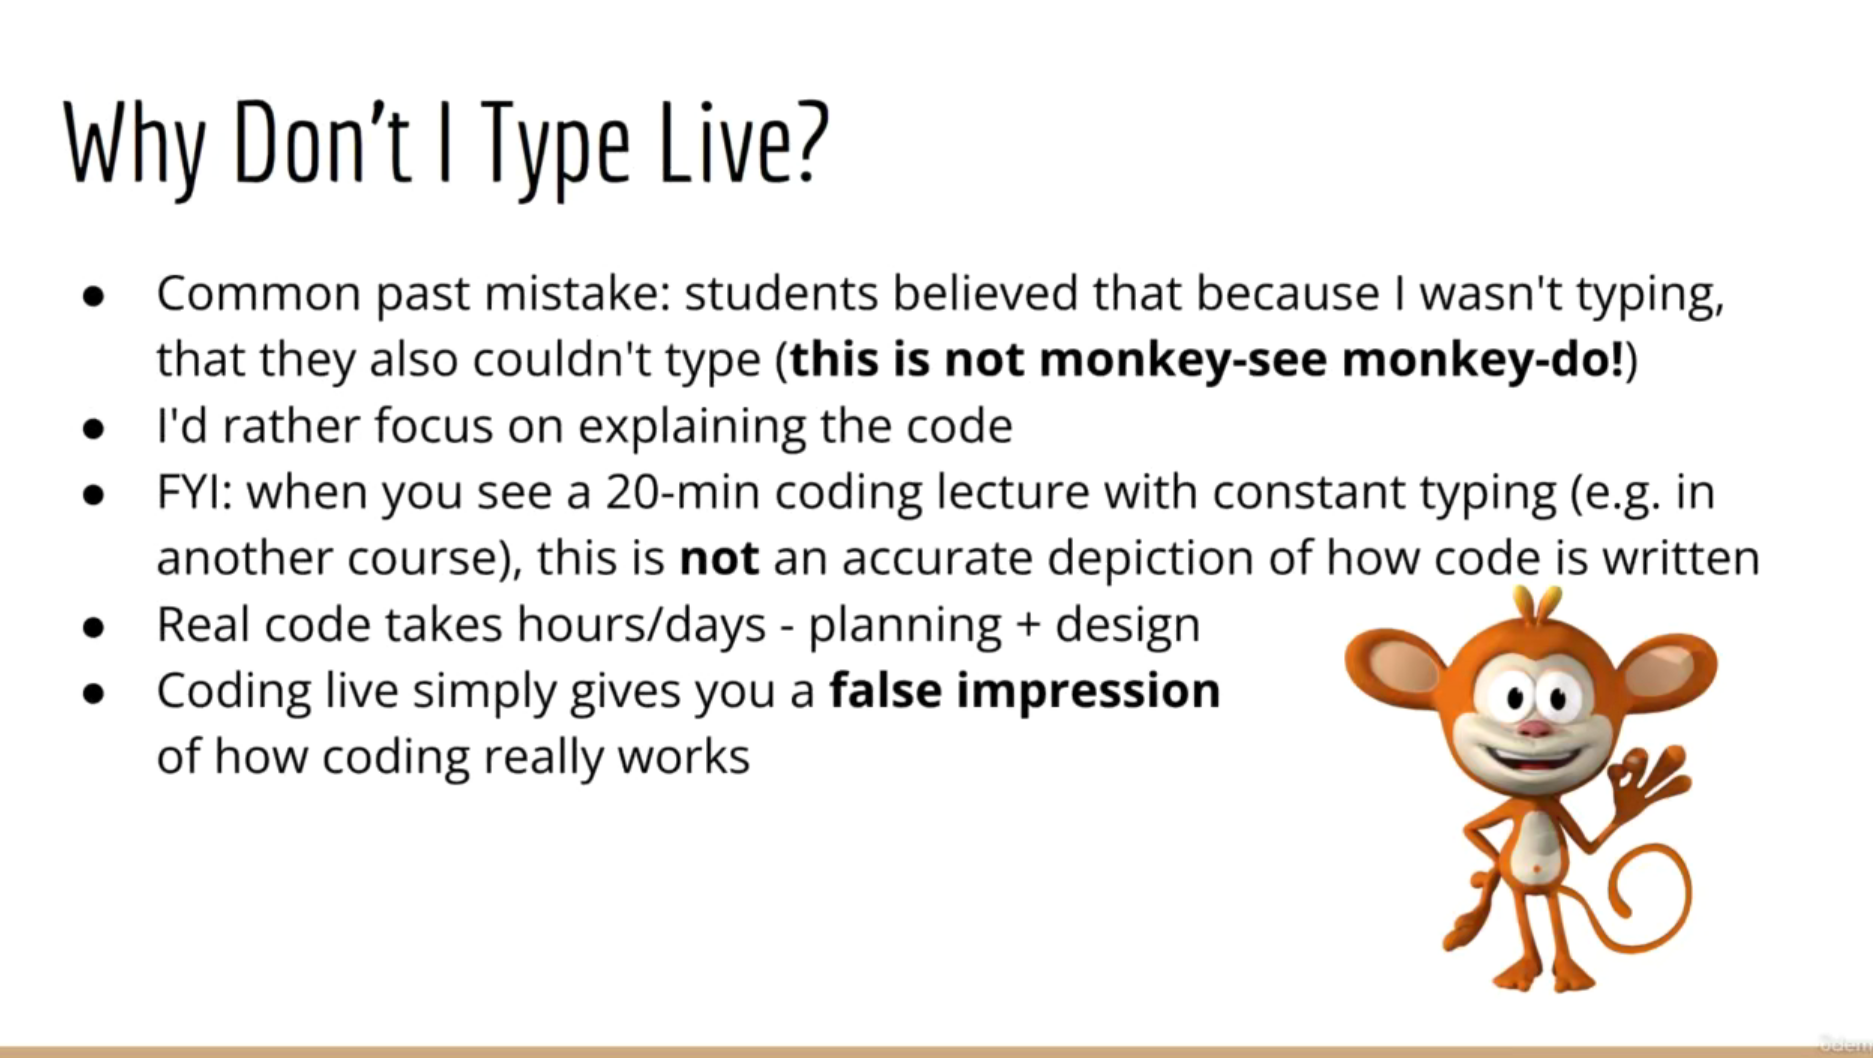 Why Don't I Type Live?
● Common past mistake: students believed that because I wasn't typing,
that they also couldn't type (this is not monkey-see monkey-do!)
● I'd rather focus on explaining the code
● FYI: when you see a 20-min coding lecture with constant typing (e.g. in
another course), this is not an accurate depiction of how code is written
● Real code takes hours/days - planning + design
● Coding live simply gives you a false impression
of how coding really works